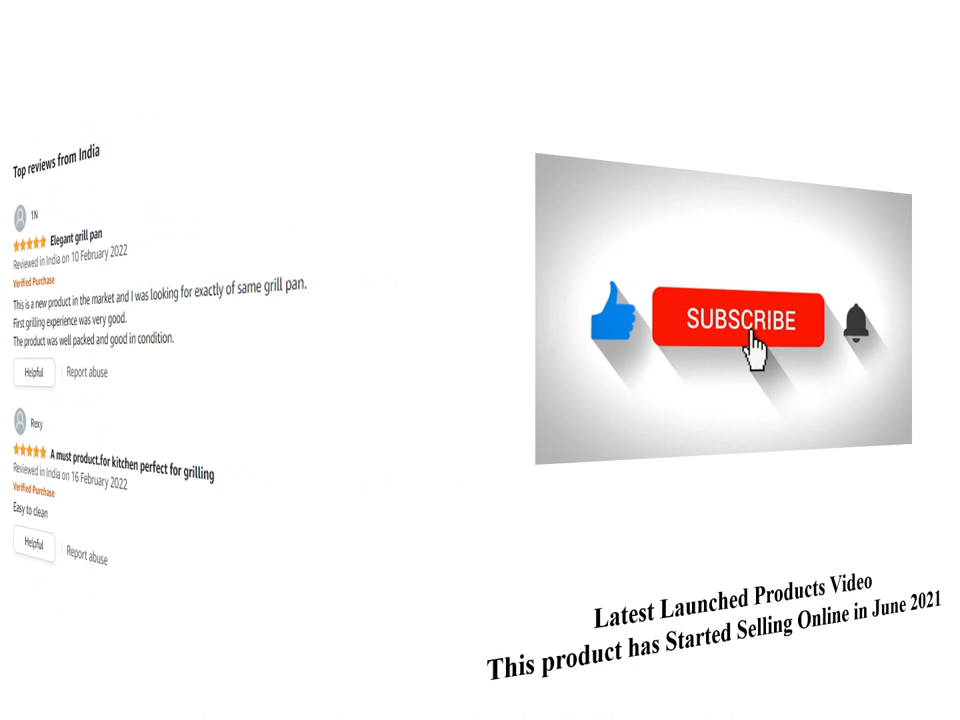 Top reviews from India
1N
Elegant grill pan
Reviewed in India on 10 February 2022
Verified Purchase
This is a new product in the market and I was looking for exactly of same grill pan.
First grilling experience was very good.
The product was well packed and good in condition.
Helpful
Report abuse
Rexy
A must product.for kitchen perfect for grilling
Reviewed in India on 16 February 2022
Verified Purchase
Easy to clean
Helpful
Report abuse
SUBSCRIBE
Latest Launched Products Video
This product has Started Selling Online in June 2021